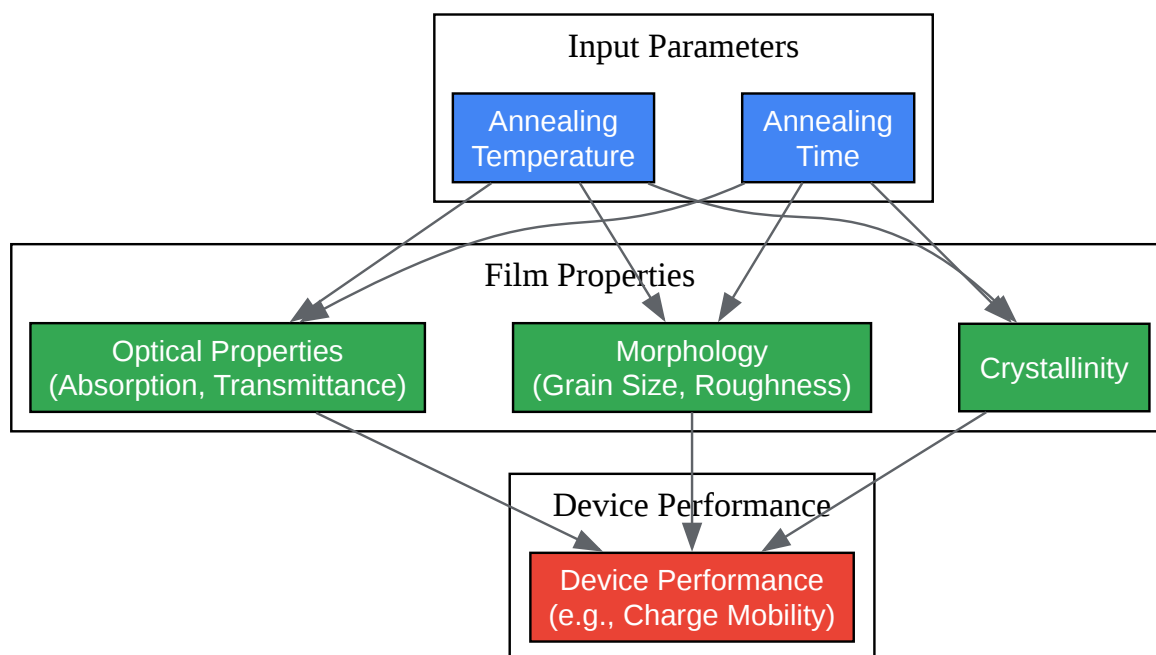 Input Parameters
Annealing
Temperature
Annealing
Time
Film Properties
Optical Properties
(Absorption, Transmittance)
Morphology
(Grain Size, Roughness)
Crystallinity
Device Performance
Device Performance
(e.g., Charge Mobility)